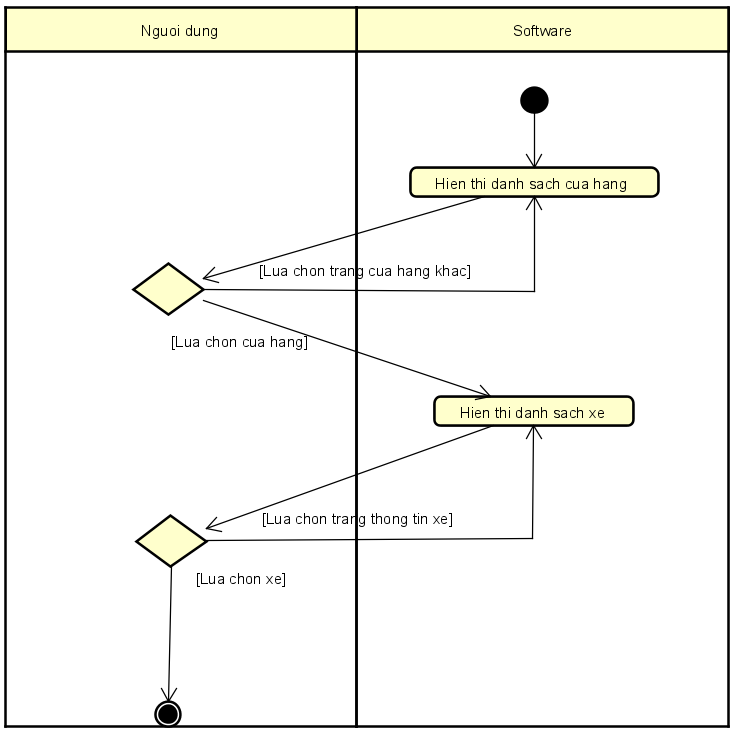 Nguoi dung
Software
Hien thi danh sach cua hang
[Lua chon trang cua hang khac]
[Lua chon cua hang]
Hien thi danh sach xe
[Lua chon trang thong tin xe]
[Lua chon xe]